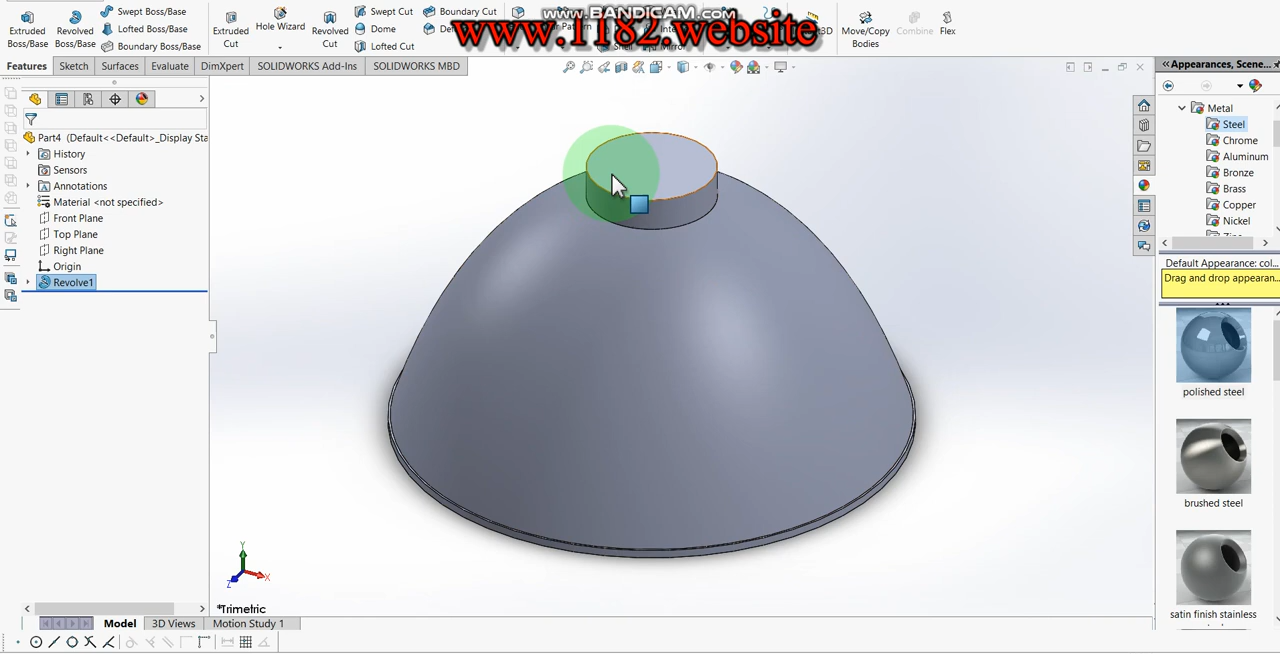 www.BANDICAM.com
www.1182.website
Extruded Boss/Base
Revolved Boss/Base
Swept Boss/Base
Lofted Boss/Base
Boundary Boss/Base
Extruded Cut
Hole Wizard
Revolved Cut
Swept Cut
Dome
Lofted Cut
Boundary Cut
Move/Copy Bodies
Combine
Flex
Features
Sketch
Surfaces
Evaluate
DimXpert
SOLIDWORKS Add-Ins
SOLIDWORKS MBD
Part4 (Default<<Default>_Display Sta
History
Sensors
Annotations
Material <not specified>
Front Plane
Top Plane
Right Plane
Origin
Revolve1
Appearances, Scene...
Metal
Steel
Chrome
Aluminum
Bronze
Brass
Copper
Nickel
Default Appearance: col...
Drag and drop appearan...
polished steel
brushed steel
satin finish stainless
Y
X
Z
*Trimetric
Model
3D Views
Motion Study 1